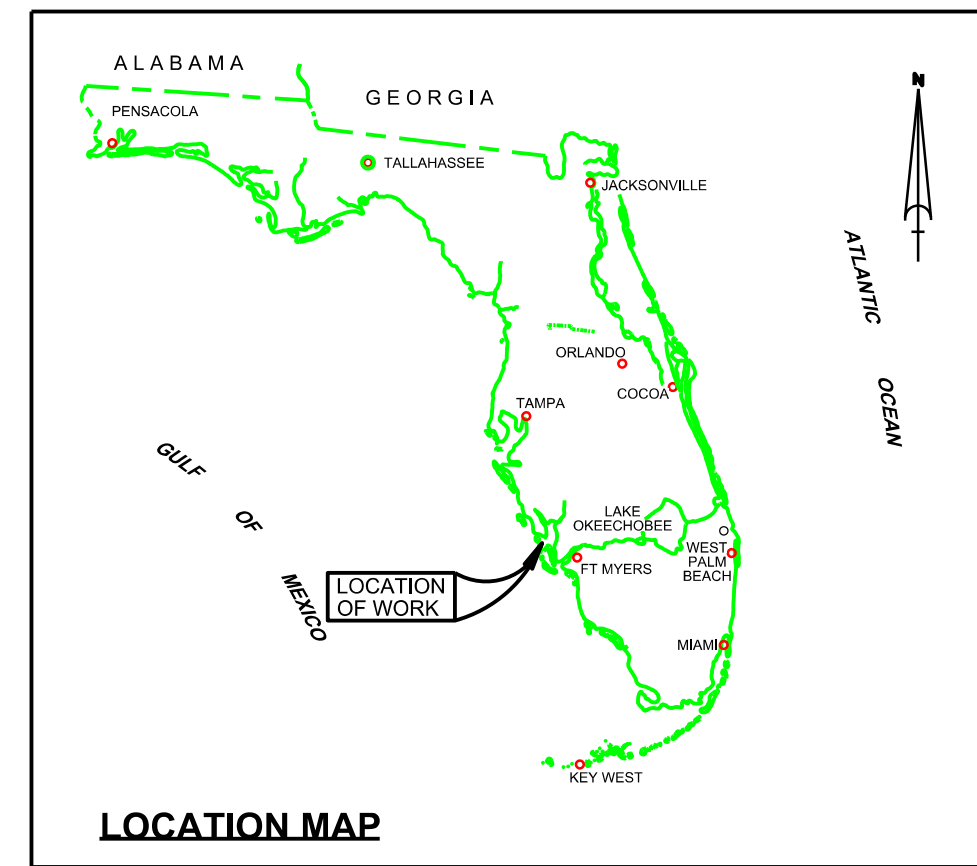 ALABAMA
GEORGIA
N
PENSACOLA
TALLAHASSEE
JACKSONVILLE
ATLANTIC
OCEAN
ORLANDO
COCOA
TAMPA
GULF
OF
MEXICO
LAKE
OKEECHOBEE
WEST
PALM
BEACH
FT MYERS
LOCATION
OF WORK
MIAMI
KEY WEST
LOCATION MAP